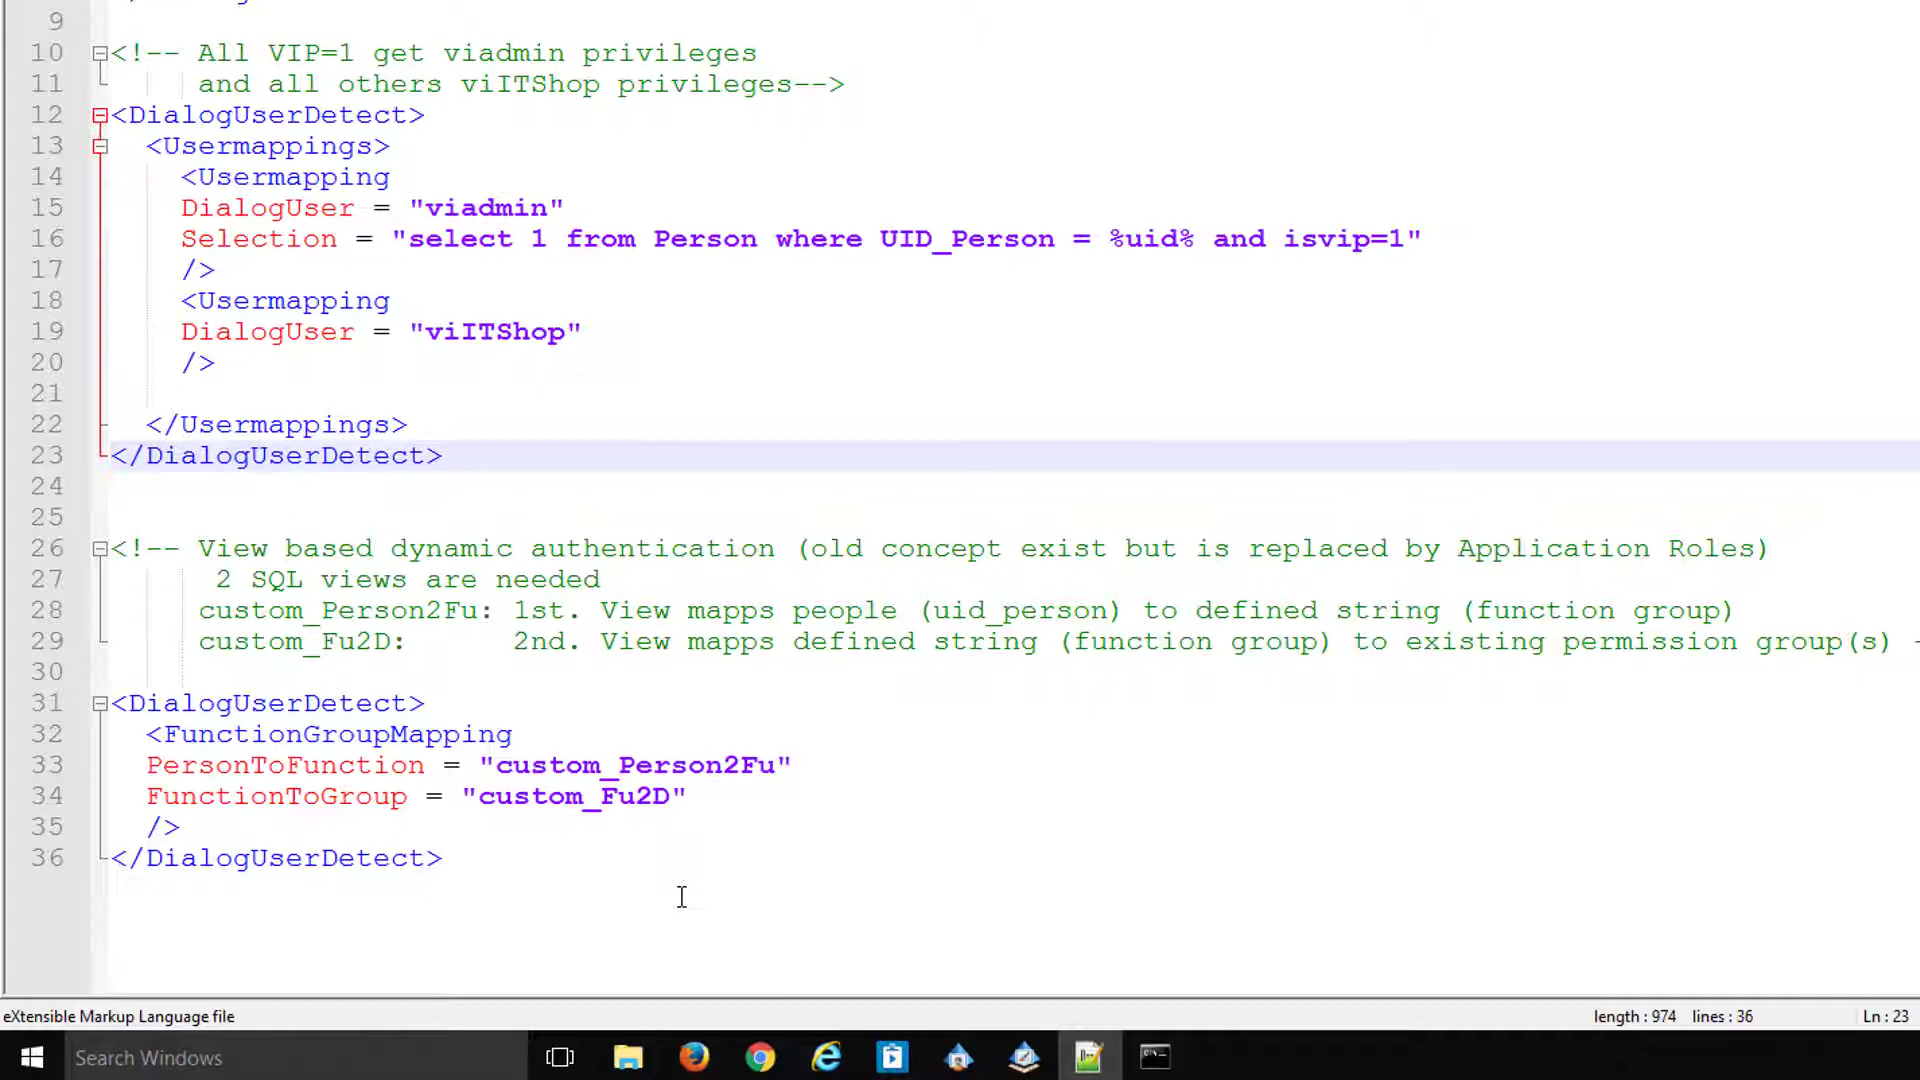 9
10 <!-- All VIP=1 get viadmin privileges
11 and all others viITShop privileges-->
12 <DialogUserDetect>
13 <Usermappings>
14 <Usermapping
15 DialogUser = "viadmin"
16 Selection = "select 1 from Person where UID_Person = %uid% and isvip=1"
17 />
18 <Usermapping
19 DialogUser = "viITShop"
20 />
21
22 </Usermappings>
23 </DialogUserDetect>
24
25
26 <!-- View based dynamic authentication (old concept exist but is replaced by Application Roles)
27 2 SQL views are needed
28 custom_Person2Fu: 1st. View mapps people (uid_person) to defined string (function group)
29 custom_Fu2D: 2nd. View mapps defined string (function group) to existing permission group(s) -
30
31 <DialogUserDetect>
32 <FunctionGroupMapping
33 PersonToFunction = "custom_Person2Fu"
34 FunctionToGroup = "custom_Fu2D"
35 />
36 </DialogUserDetect>
eXtensible Markup Language file length : 974 lines : 36 Ln : 23
Search Windows